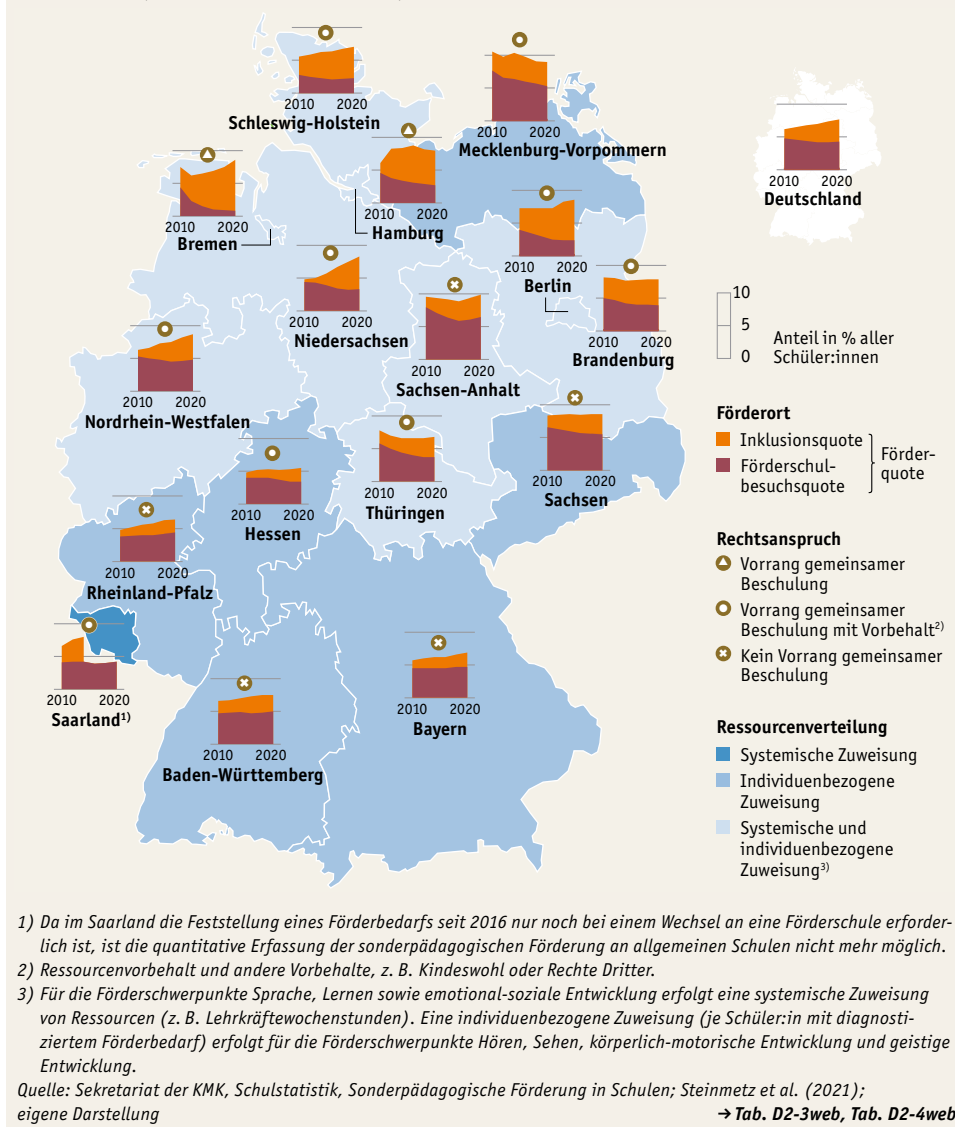 2010 2020
Schleswig-Holstein
2010 2020
Mecklenburg-Vorpommern
2010 2020
Deutschland
2010 2020
Bremen
2010 2020
Hamburg
2010 2020
Berlin
2010 2020
Niedersachsen
2010 2020
Sachsen-Anhalt
2010 2020
Brandenburg
2010 2020
Nordrhein-Westfalen
2010 2020
Hessen
2010 2020
Thüringen
2010 2020
Sachsen
2010 2020
Rheinland-Pfalz
2010 2020
Saarland1)
2010 2020
Baden-Württemberg
2010 2020
Bayern
10
5
0
Anteil in % aller
Schüler:innen
Förderort
Inklusionsquote
Förderschul-
besuchsquote
Förder-
quote
Rechtsanspruch
Vorrang gemeinsamer
Beschulung
Vorrang gemeinsamer
Beschulung mit Vorbehalt2)
Kein Vorrang gemeinsamer
Beschulung
Ressourcenverteilung
Systemische Zuweisung
Individuenbezogene
Zuweisung
Systemische und
individuenbezogene
Zuweisung3)
1) Da im Saarland die Feststellung eines Förderbedarfs seit 2016 nur noch bei einem Wechsel an eine Förderschule erforder-
lich ist, ist die quantitative Erfassung der sonderpädagogischen Förderung an allgemeinen Schulen nicht mehr möglich.
2) Ressourcenvorbehalt und andere Vorbehalte, z. B. Kindeswohl oder Rechte Dritter.
3) Für die Förderschwerpunkte Sprache, Lernen sowie emotional-soziale Entwicklung erfolgt eine systemische Zuweisung
von Ressourcen (z. B. Lehrkräftewochenstunden). Eine individuenbezogene Zuweisung (je Schüler:in mit diagnosti-
ziertem Förderbedarf) erfolgt für die Förderschwerpunkte Hören, Sehen, körperlich-motorische Entwicklung und geistige
Entwicklung.
Quelle: Sekretariat der KMK, Schulstatistik, Sonderpädagogische Förderung in Schulen; Steinmetz et al. (2021);
eigene Darstellung → Tab. D2-3web, Tab. D2-4web